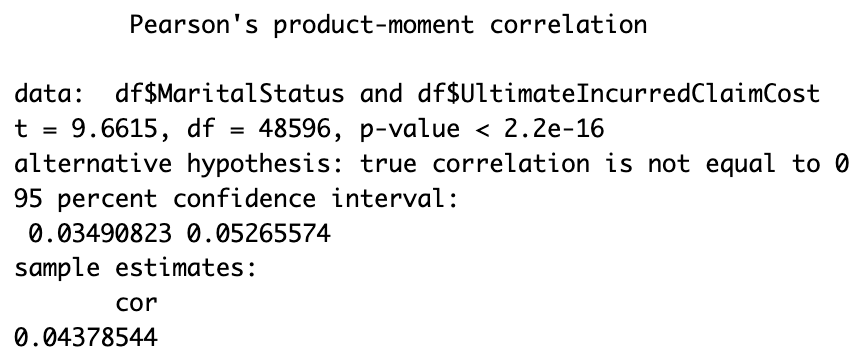 Pearson's product-moment correlation
data:  df$MaritalStatus and df$UltimateIncurredClaimCost
t = 9.6615, df = 48596, p-value < 2.2e-16
alternative hypothesis: true correlation is not equal to 0
95 percent confidence interval:
 0.03490823 0.05265574
sample estimates:
       cor
0.04378544